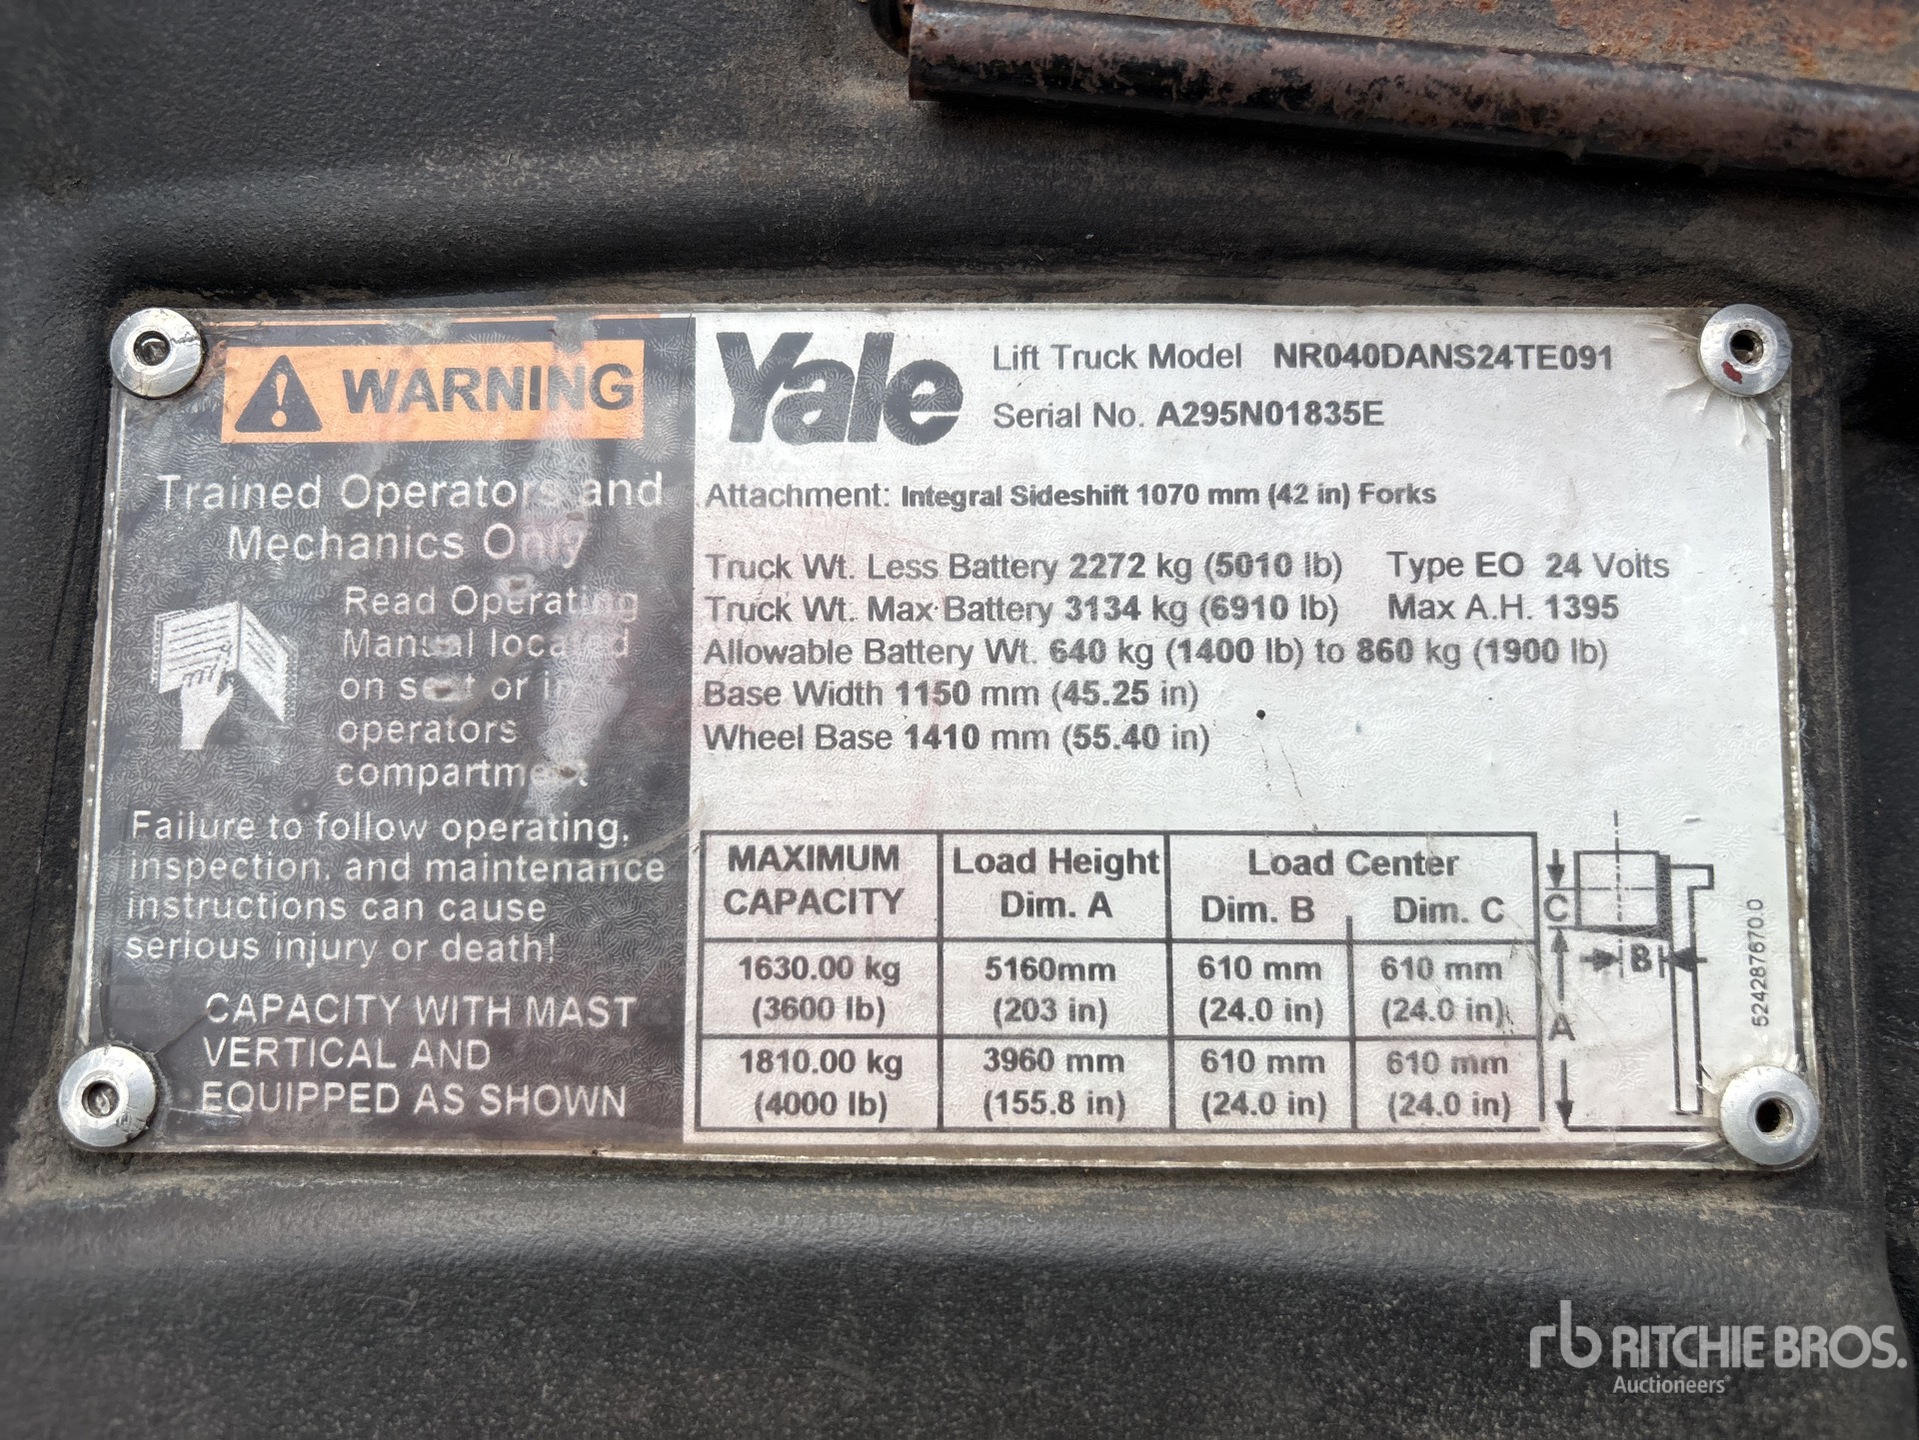 WARNING
Trained Operators and
Mechanics Only
Read Operating
Manual located
on seat or in
operators
compartment
Failure to follow operating,
inspection, and maintenance
instructions can cause
serious injury or death!
CAPACITY WITH MAST
VERTICAL AND
EQUIPPED AS SHOWN
Yale
Lift Truck Model NR040DANS24TE091
Serial No. A295N01835E
Attachment: Integral Sideshift 1070 mm (42 in) Forks
Truck Wt. Less Battery 2272 kg (5010 lb) Type EO 24 Volts
Truck Wt. Max Battery 3134 kg (6910 lb) Max A.H. 1395
Allowable Battery Wt. 640 kg (1400 lb) to 860 kg (1900 lb)
Base Width 1150 mm (45.25 in)
Wheel Base 1410 mm (55.40 in)
MAXIMUM CAPACITY Load Height Dim. A Load Center Dim. B Dim. C
1630.00 kg 5160mm 610 mm 610 mm
(3600 lb) (203 in) (24.0 in) (24.0 in)
1810.00 kg 3960 mm 610 mm 610 mm
(4000 lb) (155.8 in) (24.0 in) (24.0 in)
C
B
A
524287670.0
rb RITCHIE BROS.
Auctioneers